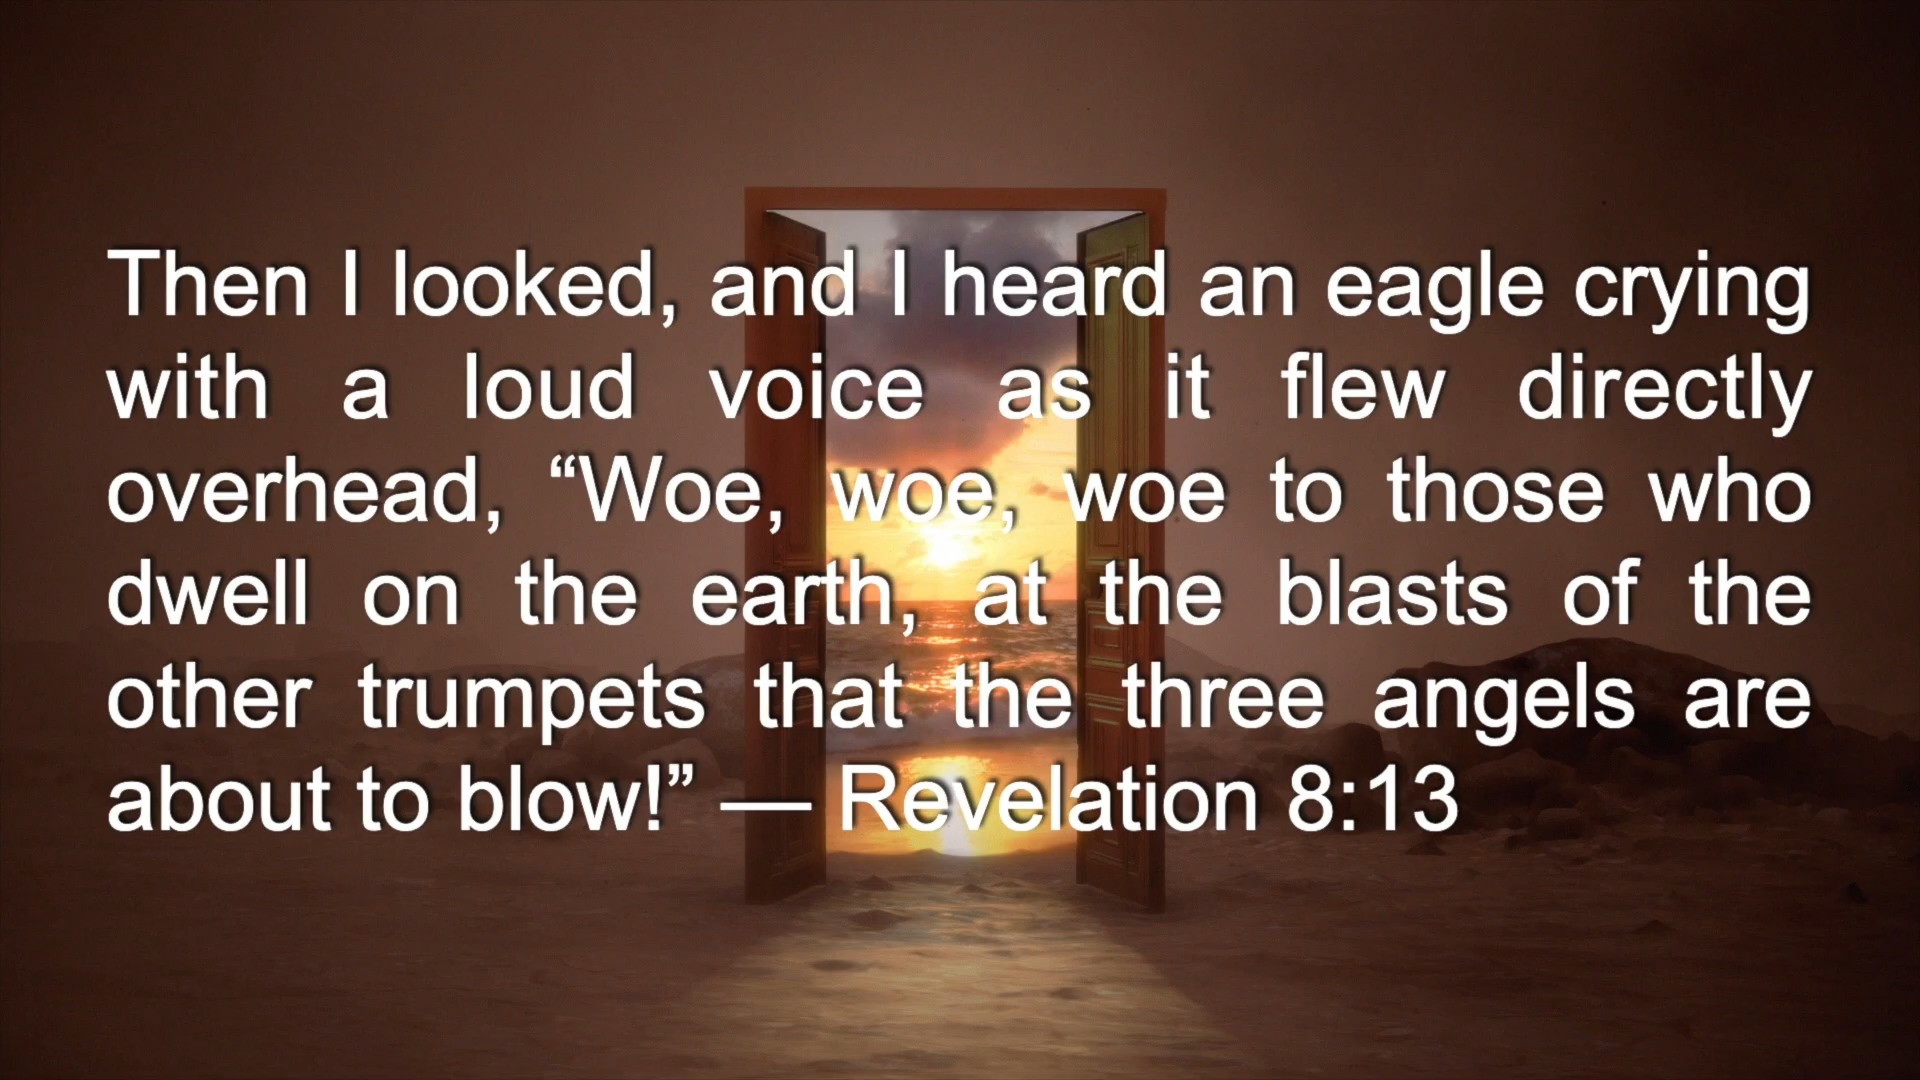 Then I looked, and I heard an eagle crying
with a loud voice as it flew directly
overhead, “Woe, woe, woe to those who
dwell on the earth, at the blasts of the
other trumpets that the three angels are
about to blow!” — Revelation 8:13